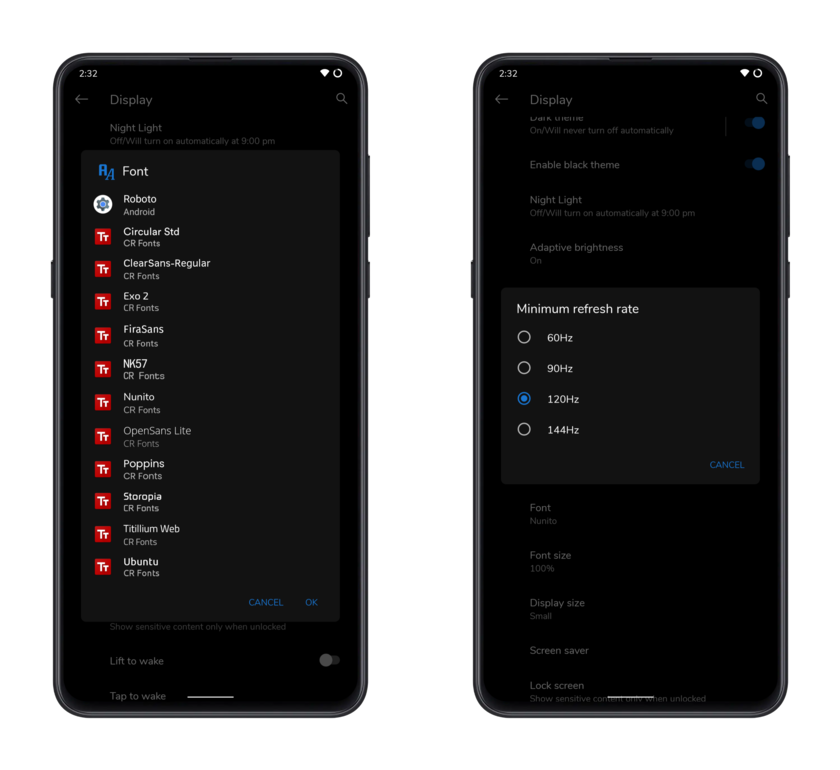 2:32
Display
Night Light
Off/Will turn on automatically at 9:00 pm
Font
Roboto
Android
Circular Std
CR Fonts
ClearSans-Regular
CR Fonts
Exo 2
CR Fonts
FiraSans
CR Fonts
NK57
CR Fonts
Nunito
CR Fonts
OpenSans Lite
CR Fonts
Poppins
CR Fonts
Storopia
CR Fonts
Titillium Web
CR Fonts
Ubuntu
CR Fonts
CANCEL OK
Show sensitive content only when unlocked
Lift to wake
Tap to wake
2:32
Display
Dark theme
On/Will never turn off automatically
Enable black theme
Night Light
Off/Will turn on automatically at 9:00 pm
Adaptive brightness
On
Minimum refresh rate
60Hz
90Hz
120Hz
144Hz
CANCEL
Font
Nunito
Font size
100%
Display size
Small
Screen saver
Lock screen
Show sensitive content only when unlocked